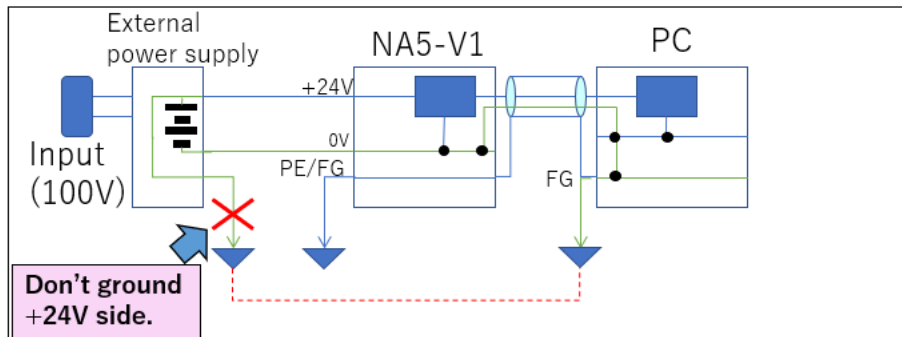 External
power supply
NA5-V1
PC
+24V
0V
Input
(100V)
PE/FG
FG
Don't ground
+24V side.